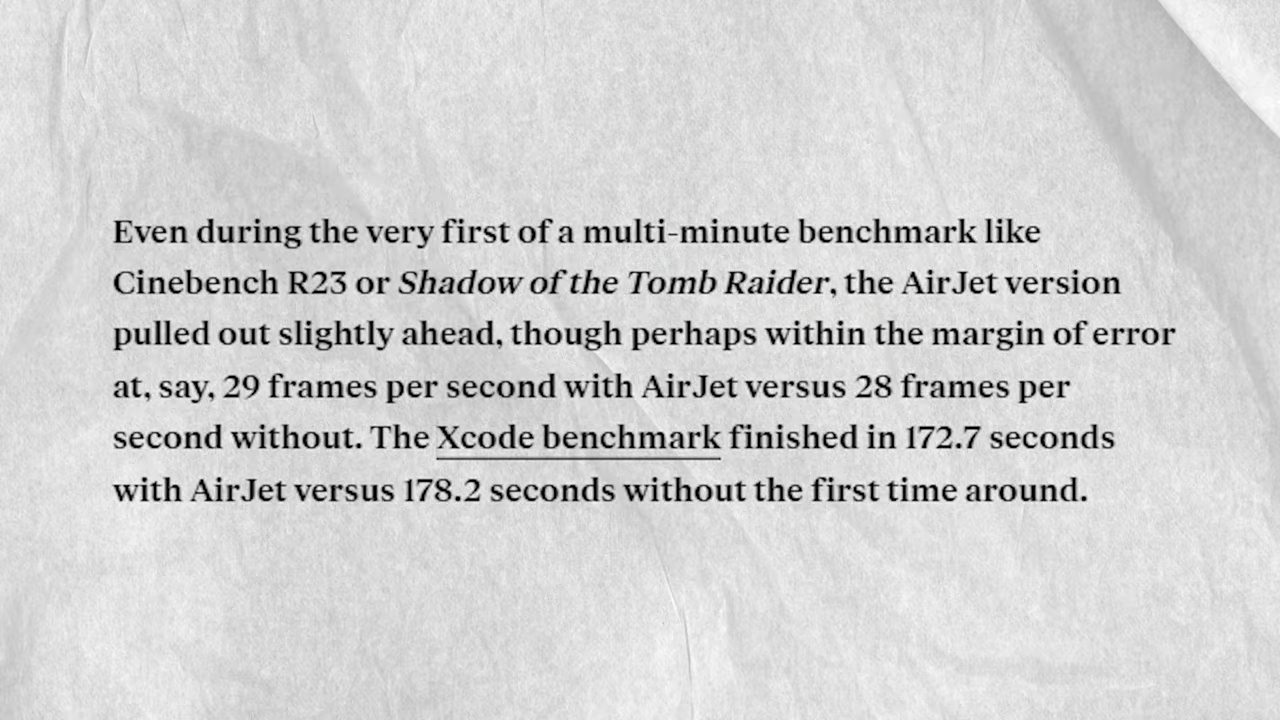 Even during the very first of a multi-minute benchmark like
Cinebench R23 or Shadow of the Tomb Raider, the AirJet version
pulled out slightly ahead, though perhaps within the margin of error
at, say, 29 frames per second with AirJet versus 28 frames per
second without. The Xcode benchmark finished in 172.7 seconds
with AirJet versus 178.2 seconds without the first time around.